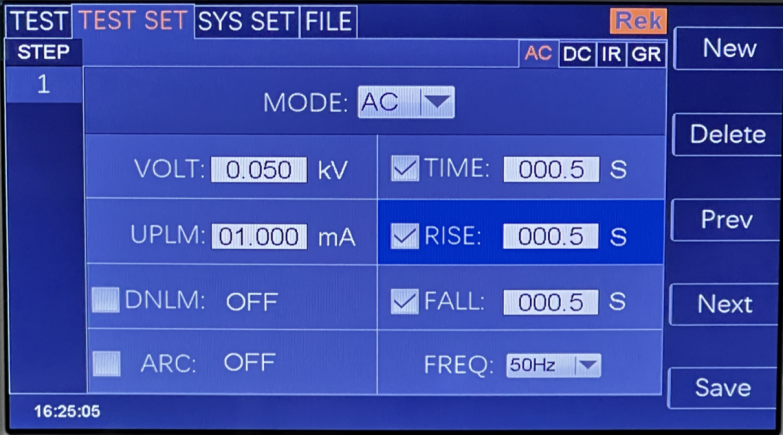 TEST TEST SET SYS SET FILE Rek
STEP AC DC IR GR
1
MODE: AC
VOLT: 0.050 kV
TIME: 000.5 S
UPLM: 01.000 mA
RISE: 000.5 S
DNLM: OFF
FALL: 000.5 S
ARC: OFF
FREQ: 50Hz
16:25:05
New
Delete
Prev
Next
Save